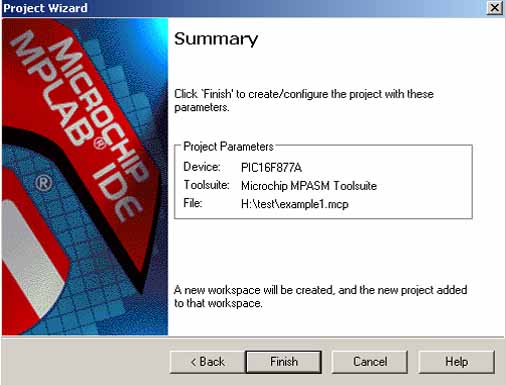 Project Wizard
MICROCHIP
MPLAB® IDE
®
Summary
Click 'Finish' to create/configure the project with these
parameters.
Project Parameters
Device: PIC16F877A
Toolsuite: Microchip MPASM Toolsuite
File: H:\test\example1.mcp
A new workspace will be created, and the new project added
to that workspace.
< Back
Finish
Cancel
Help